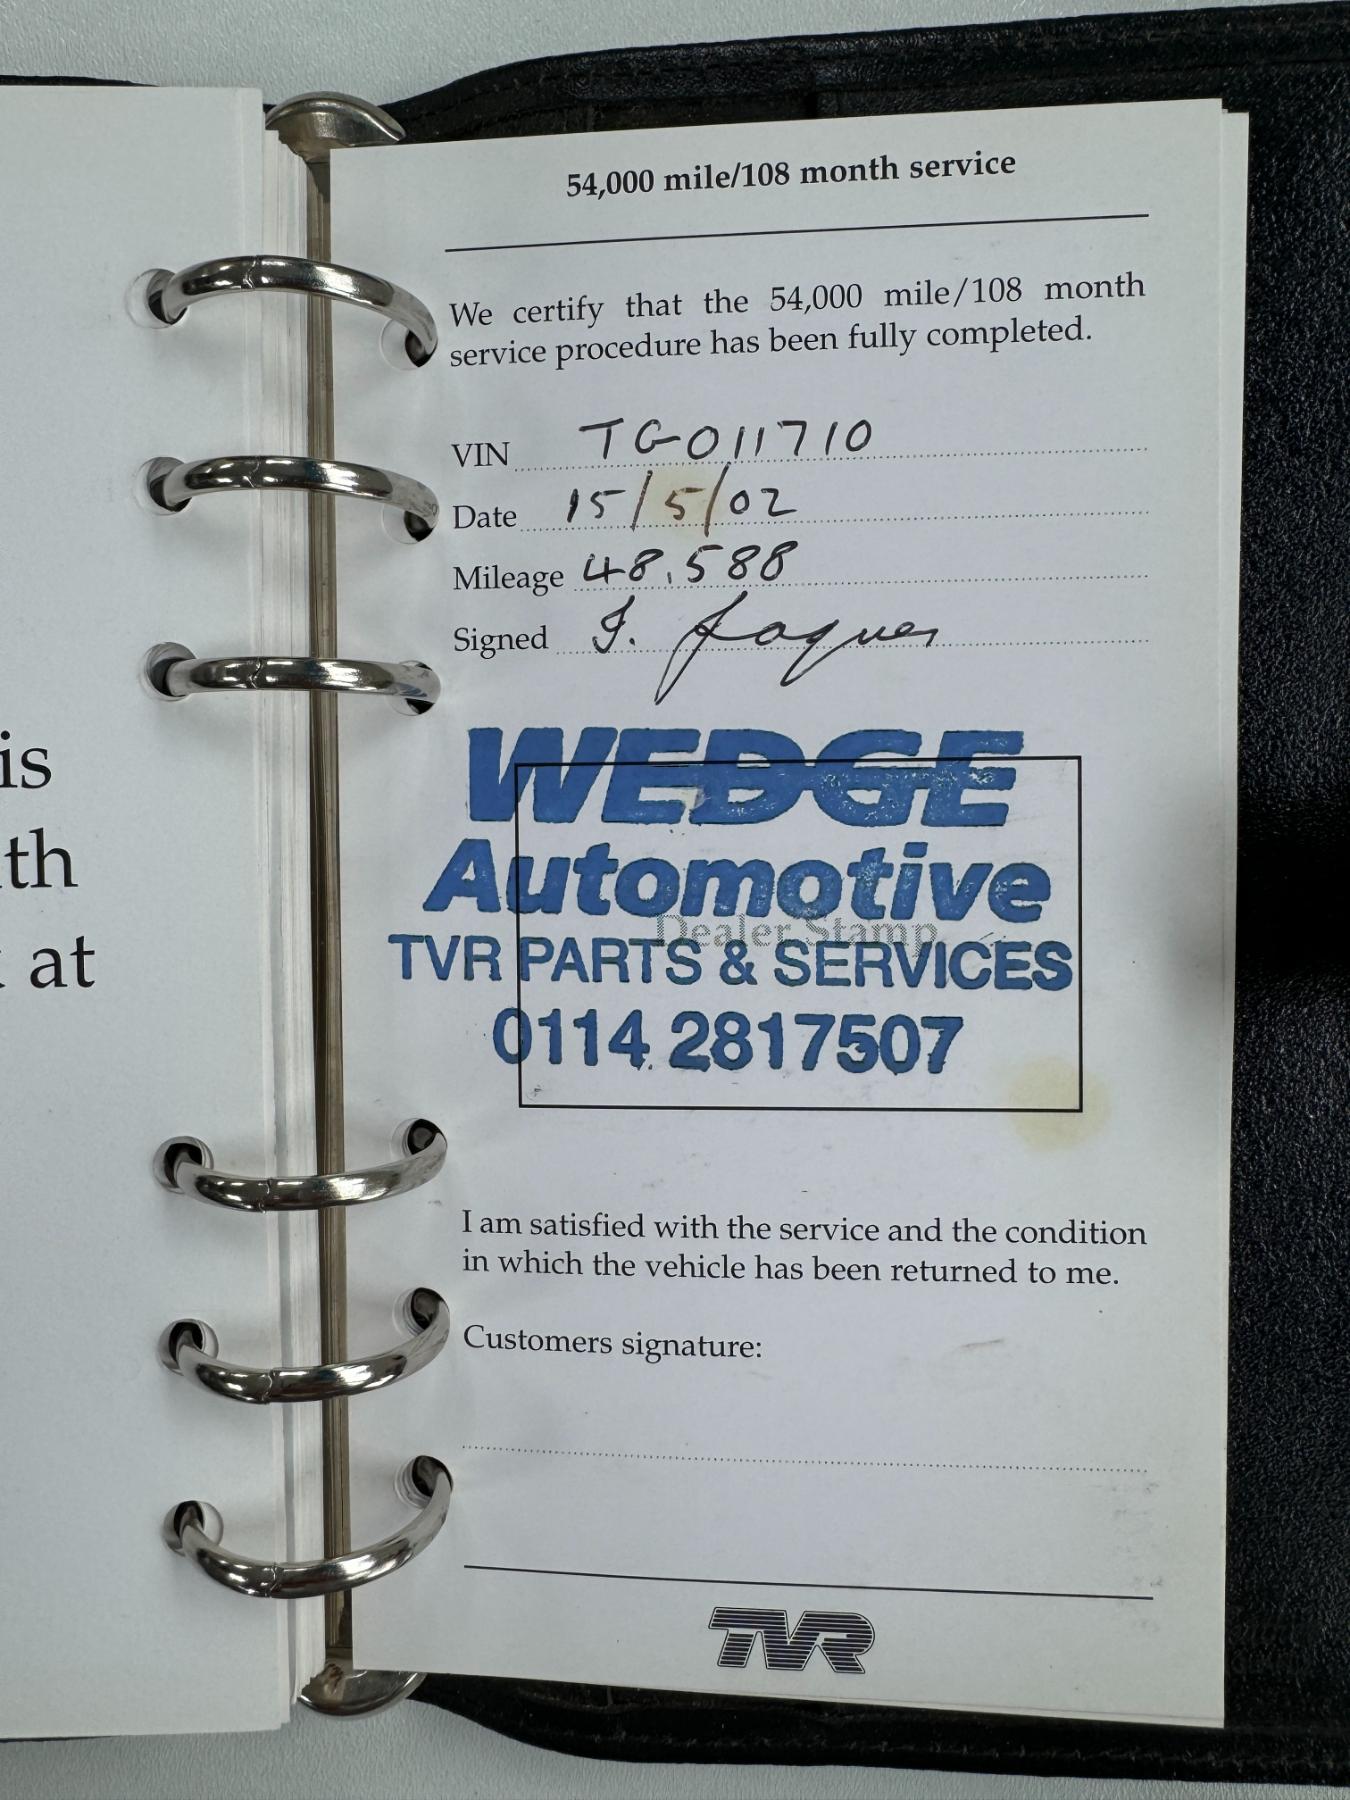 is
th
at
54,000 mile/108 month service
We certify that the 54,000 mile/108 month
service procedure has been fully completed.
VIN TG011710
Date 15/5/02
Mileage 48,588
Signed I. Jaques
WEDGE
Automotive
Dealer Stamp
TVR PARTS & SERVICES
0114 2817507
I am satisfied with the service and the condition
in which the vehicle has been returned to me.
Customers signature:
TVR